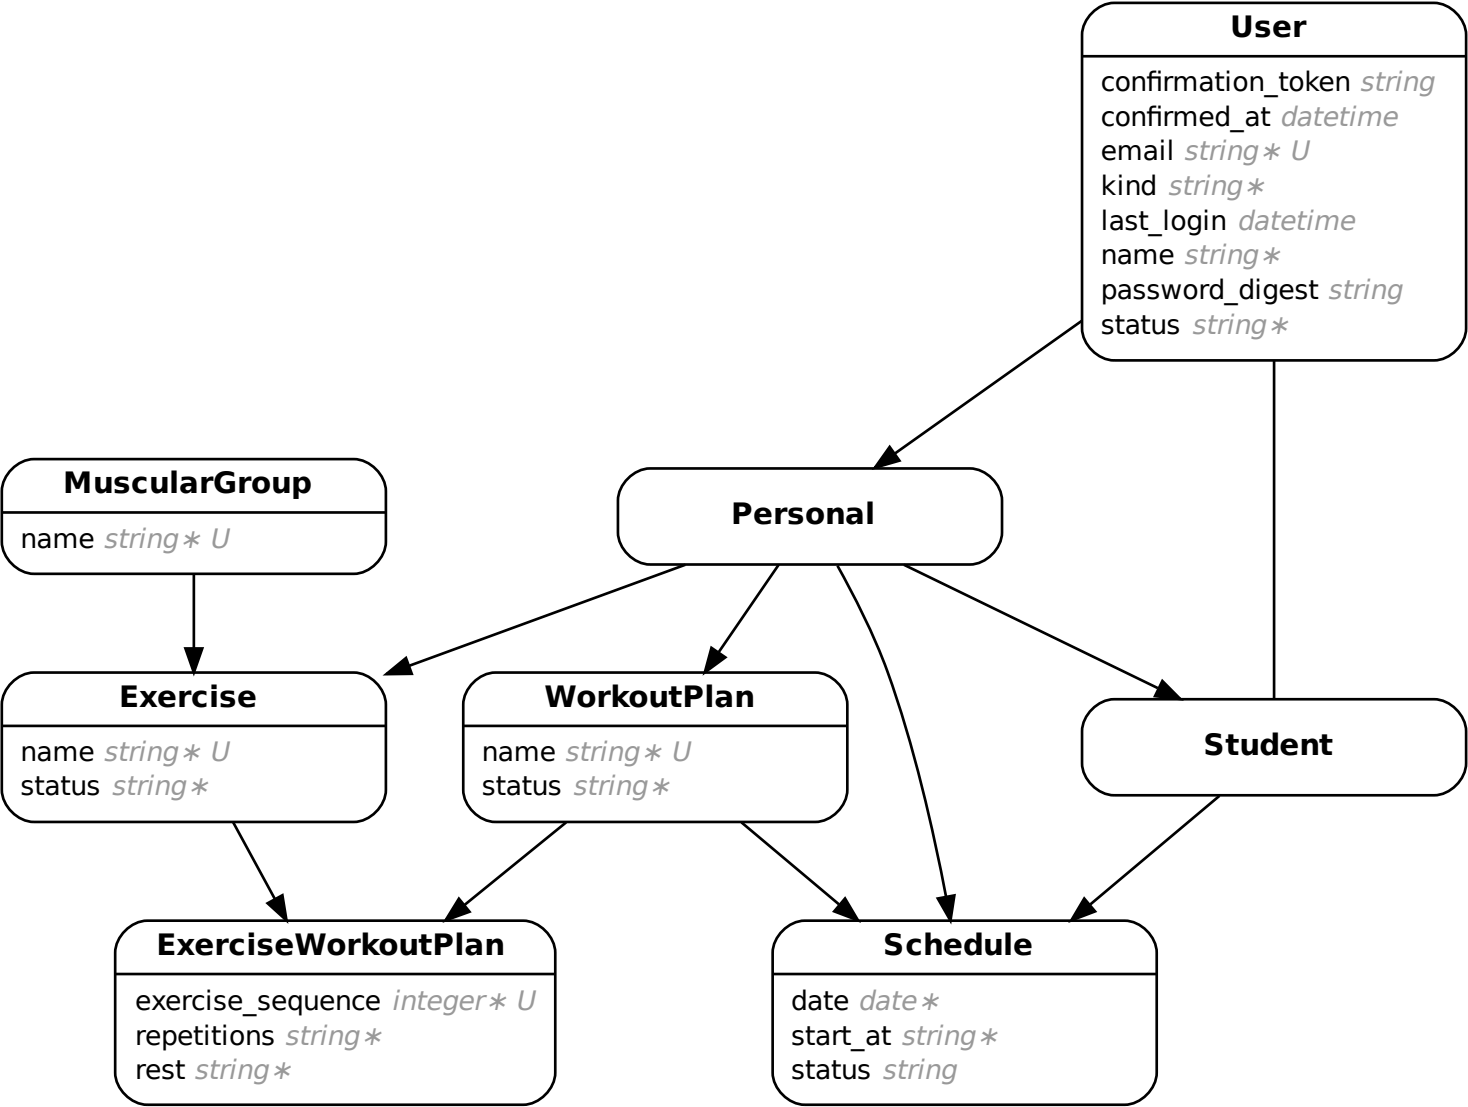 User
confirmation_token string
confirmed_at datetime
email string∗ U
kind string∗
last_login datetime
name string∗
password_digest string
status string∗
MuscularGroup
name string∗ U
Personal
Exercise
name string∗ U
status string∗
WorkoutPlan
name string∗ U
status string∗
Student
ExerciseWorkoutPlan
exercise_sequence integer∗ U
repetitions string∗
rest string∗
Schedule
date date∗
start_at string∗
status string